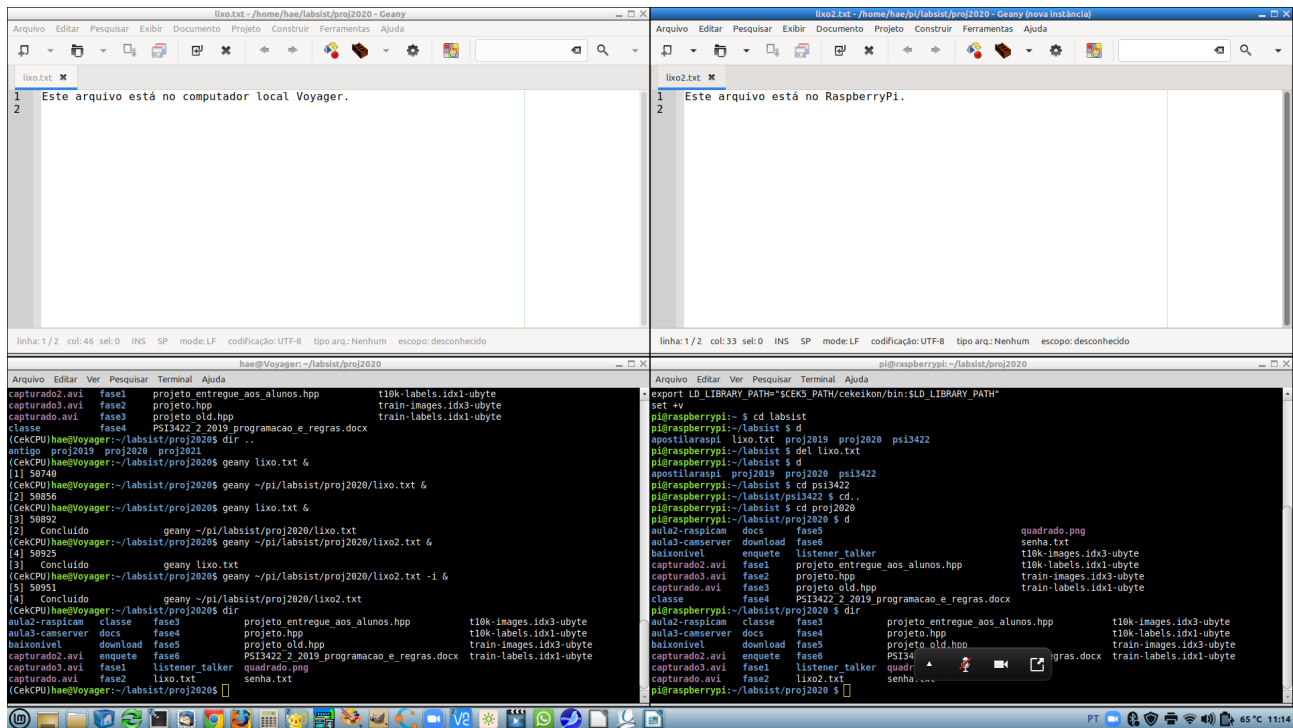 lixo.txt - /home/hae/labsist/proj2020 - Geany
Arquivo Editar Pesquisar Exibir Documento Projeto Construir Ferramentas Ajuda
lixo.txt
1 Este arquivo está no computador local Voyager.
2
linha: 1 / 2 col: 46 sel: 0 INS SP mode: LF codificação: UTF-8 tipo arq.: Nenhum escopo: desconhecido
lixo2.txt - /home/hae/pi/labsist/proj2020 - Geany (nova instância)
Arquivo Editar Pesquisar Exibir Documento Projeto Construir Ferramentas Ajuda
lixo2.txt
1 Este arquivo está no RaspberryPi.
2
linha: 1 / 2 col: 33 sel: 0 INS SP mode: LF codificação: UTF-8 tipo arq.: Nenhum escopo: desconhecido
hae@Voyager: ~/labsist/proj2020
Arquivo Editar Ver Pesquisar Terminal Ajuda
capturado2.avi fase1 projeto_entregue_aos_alunos.hpp t10k-labels.idx1-ubyte
capturado3.avi fase2 projeto.hpp train-images.idx3-ubyte
capturado.avi fase3 projeto_old.hpp train-labels.idx1-ubyte
classe fase4 PSI3422_2_2019_programacao_e_regras.docx
(CekCPU)hae@Voyager:~/labsist/proj2020$ dir ..
antigo proj2019 proj2020 proj2021
(CekCPU)hae@Voyager:~/labsist/proj2020$ geany lixo.txt &
[1] 50740
(CekCPU)hae@Voyager:~/labsist/proj2020$ geany ~/pi/labsist/proj2020/lixo.txt &
[2] 50856
(CekCPU)hae@Voyager:~/labsist/proj2020$ geany lixo.txt &
[3] 50892
[2] Concluído geany ~/pi/labsist/proj2020/lixo.txt
(CekCPU)hae@Voyager:~/labsist/proj2020$ geany ~/pi/labsist/proj2020/lixo2.txt &
[4] 50925
[3] Concluído geany lixo.txt
(CekCPU)hae@Voyager:~/labsist/proj2020$ geany ~/pi/labsist/proj2020/lixo2.txt -i &
[5] 50951
[4] Concluído geany ~/pi/labsist/proj2020/lixo2.txt
(CekCPU)hae@Voyager:~/labsist/proj2020$ dir
aula2-raspicam classe fase3 projeto_entregue_aos_alunos.hpp t10k-images.idx3-ubyte
aula3-camserver docs fase4 projeto.hpp t10k-labels.idx1-ubyte
baixonivel download fase5 projeto_old.hpp train-images.idx3-ubyte
capturado2.avi enquete fase6 PSI3422_2_2019_programacao_e_regras.docx train-labels.idx1-ubyte
capturado3.avi fase1 listener_talker quadrado.png
capturado.avi fase2 lixo.txt senha.txt
(CekCPU)hae@Voyager:~/labsist/proj2020$
pi@raspberrypi: ~/labsist/proj2020
Arquivo Editar Ver Pesquisar Terminal Ajuda
export LD_LIBRARY_PATH="$CEK5_PATH/cekeikon/bin:$LD_LIBRARY_PATH"
set +v
pi@raspberrypi:~ $ cd labsist
pi@raspberrypi:~/labsist $ d
apostilaraspi lixo.txt proj2019 proj2020 psi3422
pi@raspberrypi:~/labsist $ del lixo.txt
pi@raspberrypi:~/labsist $ d
apostilaraspi proj2019 proj2020 psi3422
pi@raspberrypi:~/labsist $ cd psi3422
pi@raspberrypi:~/labsist/psi3422 $ cd..
pi@raspberrypi:~/labsist $ cd proj2020
pi@raspberrypi:~/labsist/proj2020 $ d
aula2-raspicam docs fase5 quadrado.png
aula3-camserver download fase6 senha.txt
baixonivel enquete listener_talker t10k-images.idx3-ubyte
capturado2.avi fase1 projeto_entregue_aos_alunos.hpp t10k-labels.idx1-ubyte
capturado3.avi fase2 projeto.hpp train-images.idx3-ubyte
capturado.avi fase3 projeto_old.hpp train-labels.idx1-ubyte
classe fase4 PSI3422_2_2019_programacao_e_regras.docx
pi@raspberrypi:~/labsist/proj2020 $ dir
aula2-raspicam classe fase3 projeto_entregue_aos_alunos.hpp t10k-images.idx3-ubyte
aula3-camserver docs fase4 projeto.hpp t10k-labels.idx1-ubyte
baixonivel download fase5 projeto_old.hpp train-images.idx3-ubyte
capturado2.avi enquete fase6 PSI34 egras.docx train-labels.idx1-ubyte
capturado3.avi fase1 listener_talker quadr
capturado.avi fase2 lixo2.txt
pi@raspberrypi:~/labsist/proj2020 $
PT 65°C 11:14